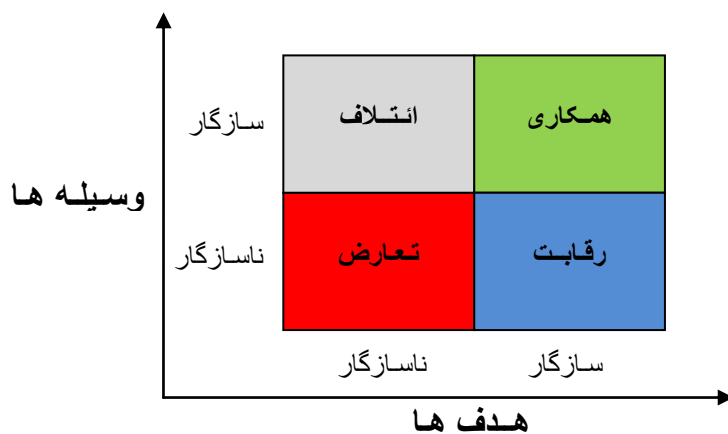 همکاری
ائتلاف
سازگار
وسیله ها
رقابت
تعارض
ناسازگار
سازگار
ناسازگار
هدف ها